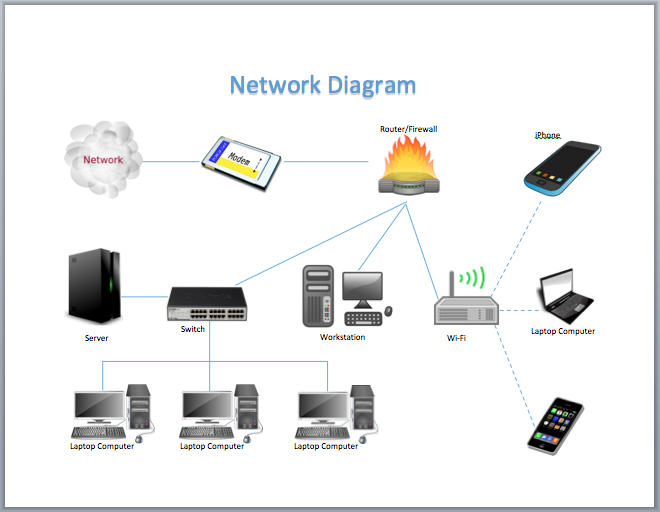 Network Diagram
Router/Firewall
iPhone
Network
Modem
Server
Switch
Workstation
Wi-Fi
Laptop Computer
Laptop Computer
Laptop Computer
Laptop Computer